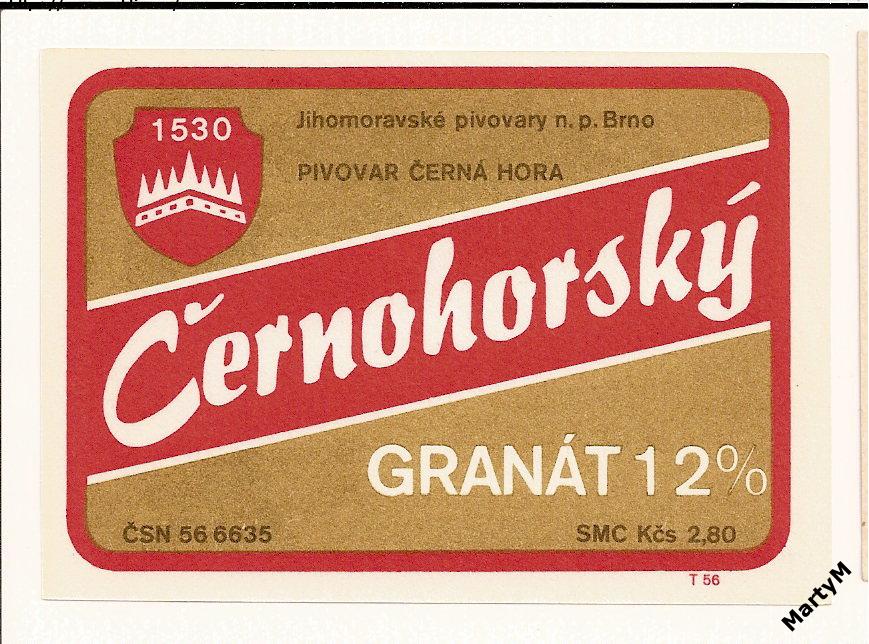 1530
Jihomoravské pivovary n. p. Brno
PIVOVAR ČERNÁ HORA
Černohorský
GRANÁT 12%
ČSN 56 6635
SMC Kčs 2,80
T 56
MartyM